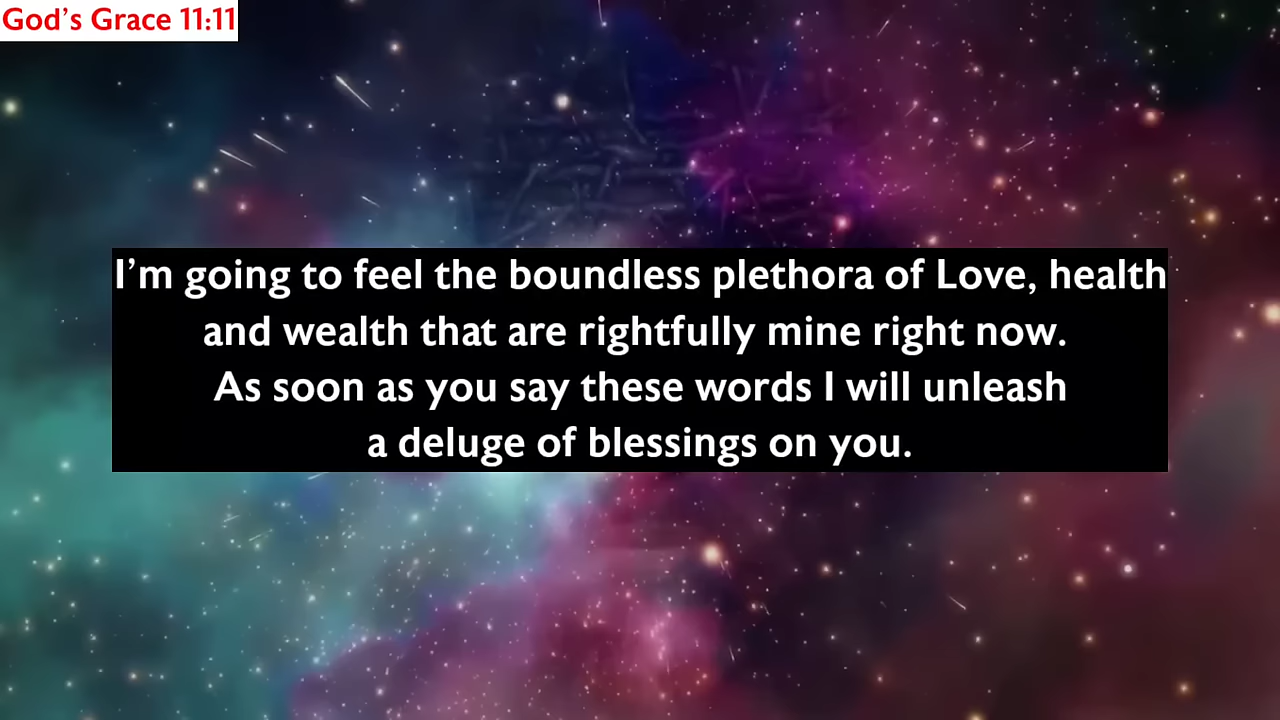 God’s Grace 11:11
I’m going to feel the boundless plethora of Love, health
and wealth that are rightfully mine right now.
As soon as you say these words I will unleash
a deluge of blessings on you.